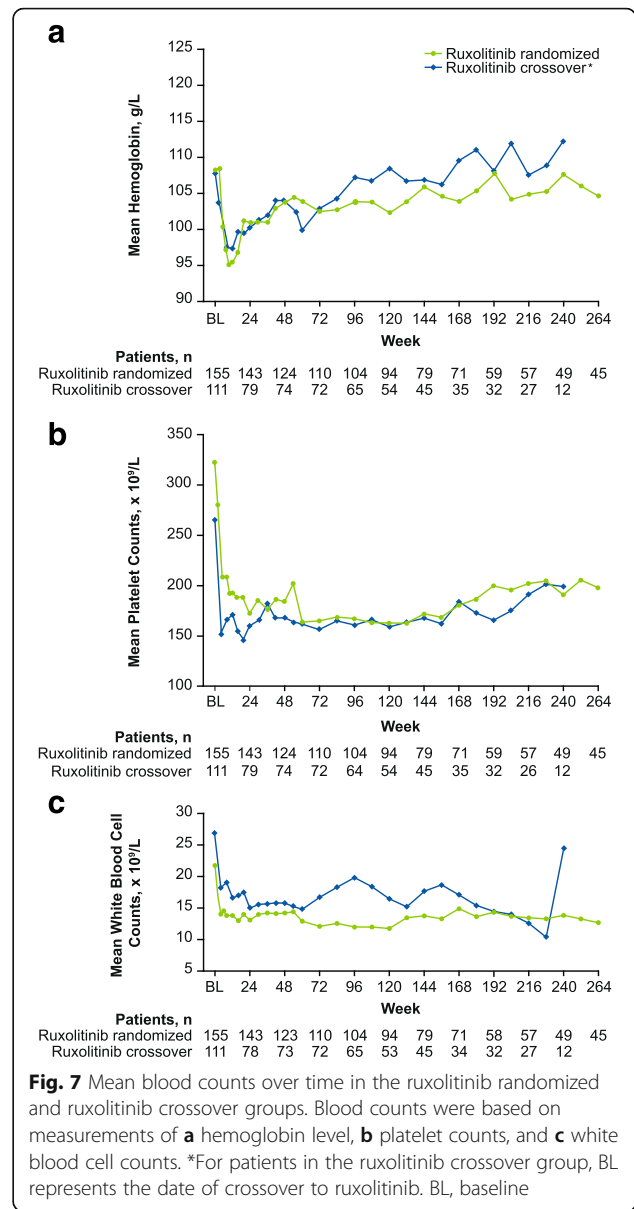 a
125
120
115
110
105
100
95
90
Mean Hemoglobin, g/L
Ruxolitinib randomized
Ruxolitinib crossover*
BL 24 48 72 96 120 144 168 192 216 240 264
Week
Patients, n
Ruxolitinib randomized 155 143 124 110 104 94 79 71 59 57 49 45
Ruxolitinib crossover 111 79 74 72 65 54 45 35 32 27 12
b
350
300
250
200
150
100
Mean Platelet Counts, x 10⁹/L
BL 24 48 72 96 120 144 168 192 216 240 264
Week
Patients, n
Ruxolitinib randomized 155 143 124 110 104 94 79 71 59 57 49 45
Ruxolitinib crossover 111 79 74 72 64 54 45 35 32 26 12
c
30
25
20
15
10
5
Mean White Blood Cell
Counts, x 10⁹/L
BL 24 48 72 96 120 144 168 192 216 240 264
Week
Patients, n
Ruxolitinib randomized 155 143 123 110 104 94 79 71 58 57 49 45
Ruxolitinib crossover 111 78 73 72 65 53 45 34 32 27 12
Fig. 7 Mean blood counts over time in the ruxolitinib randomized
and ruxolitinib crossover groups. Blood counts were based on
measurements of a hemoglobin level, b platelet counts, and c white
blood cell counts. *For patients in the ruxolitinib crossover group, BL
represents the date of crossover to ruxolitinib. BL, baseline